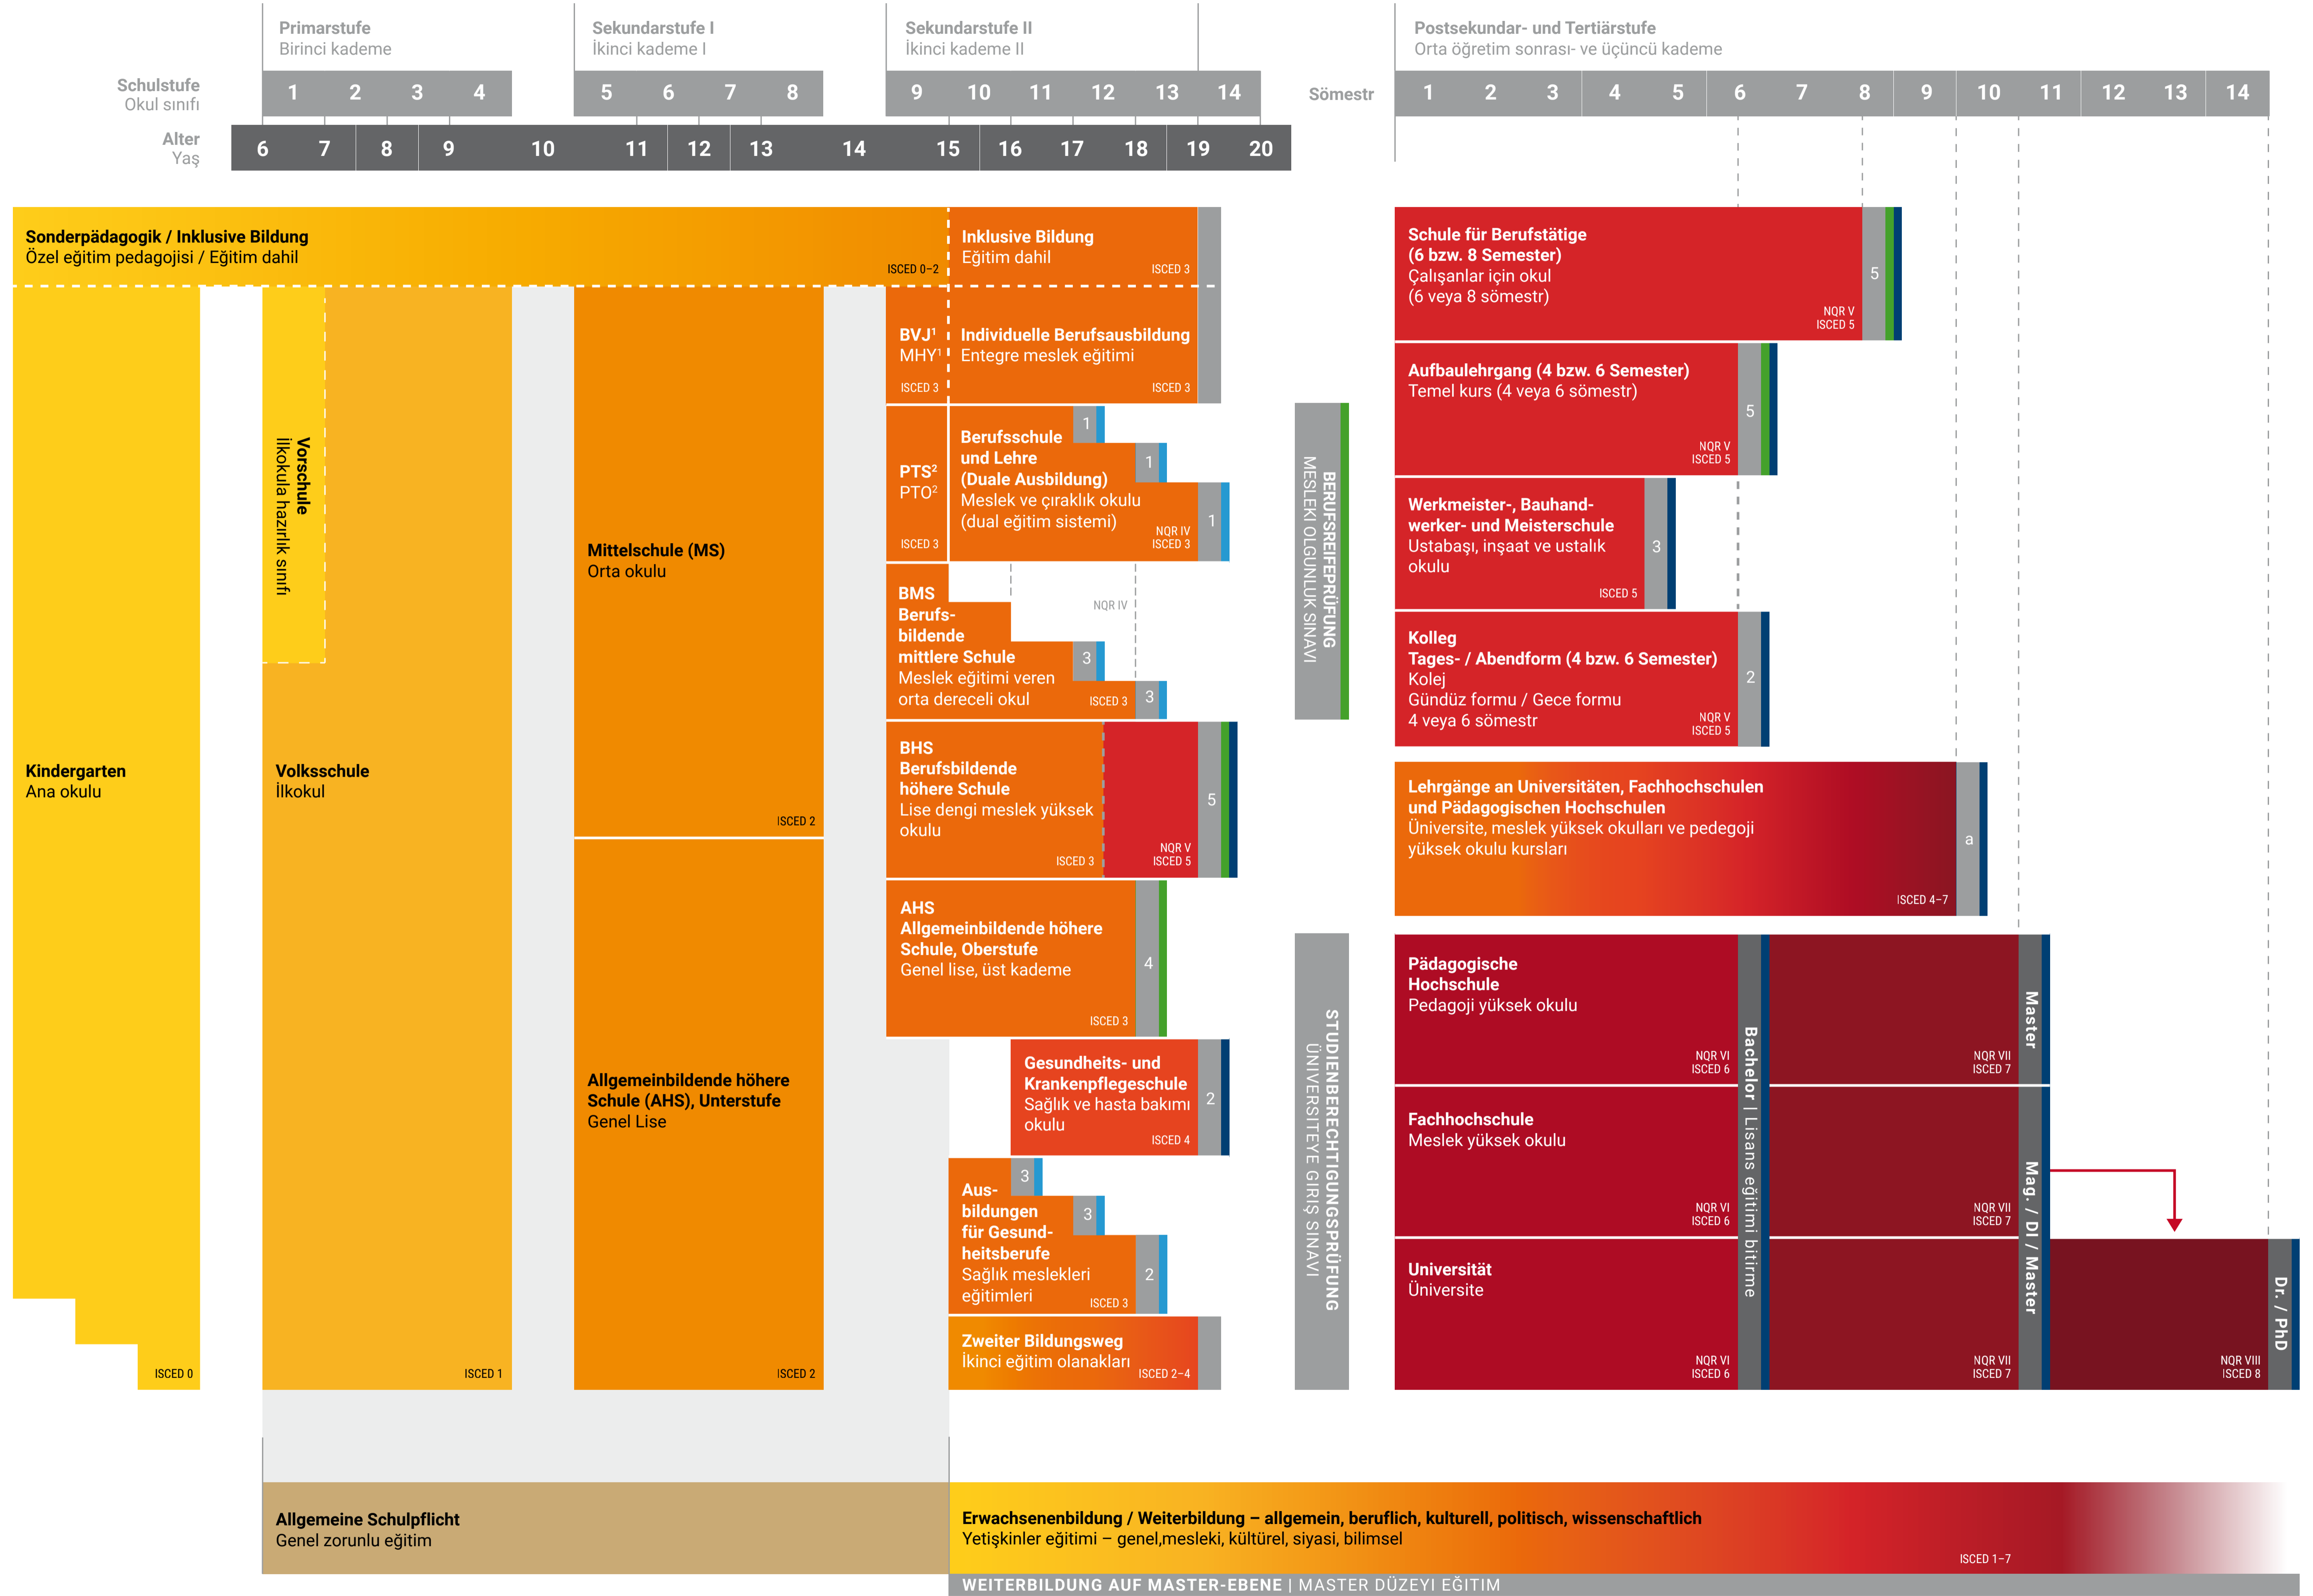 Primarstufe
Birinci kademe
Sekundarstufe I
İkinci kademe I
Sekundarstufe II
İkinci kademe II
Postsekundar- und Tertiärstufe
Orta öğretim sonrası- ve üçüncü kademe
Schulstufe
Okul sınıfı
1 2 3 4 5 6 7 8 9 10 11 12 13 14
Sömestr
1 2 3 4 5 6 7 8 9 10 11 12 13 14
Alter
Yaş
6 7 8 9 10 11 12 13 14 15 16 17 18 19 20
Sonderpädagogik / Inklusive Bildung
Özel eğitim pedagojisi / Eğitim dahil
ISCED 0–2
Inklusive Bildung
Eğitim dahil
ISCED 3
Kindergarten
Ana okulu
ISCED 0
Vorschule
İlkokula hazırlık sınıfı
Volksschule
İlkokul
ISCED 1
Mittelschule (MS)
Orta okulu
ISCED 2
Allgemeinbildende höhere
Schule (AHS), Unterstufe
Genel Lise
ISCED 2
BVJ¹
MHY¹
ISCED 3
Individuelle Berufsausbildung
Entegre meslek eğitimi
ISCED 3
PTS²
PTO²
ISCED 3
Berufsschule
und Lehre
(Duale Ausbildung)
Meslek ve çıraklık okulu
(dual eğitim sistemi)
NQR IV
ISCED 3
1
1
1
BMS
Berufs-
bildende
mittlere Schule
Meslek eğitimi veren
orta dereceli okul
ISCED 3
NQR IV
3
3
BHS
Berufsbildende
höhere Schule
Lise dengi meslek yüksek
okulu
ISCED 3
NQR V
ISCED 5
5
AHS
Allgemeinbildende höhere
Schule, Oberstufe
Genel lise, üst kademe
ISCED 3
4
Gesundheits- und
Krankenpflegeschule
Sağlık ve hasta bakımı
okulu
ISCED 4
2
Aus-
bildungen
für Gesund-
heitsberufe
Sağlık meslekleri
eğitimleri
ISCED 3
3
3
2
Zweiter Bildungsweg
İkinci eğitim olanakları
ISCED 2–4
BERUFSREIFEPRÜFUNG
MESLEKI OLGUNLUK SINAVI
STUDIENBERECHTIGUNGSPRÜFUNG
ÜNIVERSITEYE GIRIŞ SINAVI
Schule für Berufstätige
(6 bzw. 8 Semester)
Çalışanlar için okul
(6 veya 8 sömestr)
NQR V
ISCED 5
5
Aufbaulehrgang (4 bzw. 6 Semester)
Temel kurs (4 veya 6 sömestr)
NQR V
ISCED 5
5
Werkmeister-, Bauhand-
werker- und Meisterschule
Ustabaşı, inşaat ve ustalık
okulu
ISCED 5
3
Kolleg
Tages- / Abendform (4 bzw. 6 Semester)
Kolej
Gündüz formu / Gece formu
4 veya 6 sömestr
NQR V
ISCED 5
2
Lehrgänge an Universitäten, Fachhochschulen
und Pädagogischen Hochschulen
Üniversite, meslek yüksek okulları ve pedegoji
yüksek okulu kursları
ISCED 4–7
a
Pädagogische
Hochschule
Pedagoji yüksek okulu
NQR VI
ISCED 6
NQR VII
ISCED 7
Master
Fachhochschule
Meslek yüksek okulu
NQR VI
ISCED 6
NQR VII
ISCED 7
Bachelor | Lisans eğitimi bitirme
Mag. / DI / Master
Universität
Üniversite
NQR VI
ISCED 6
NQR VII
ISCED 7
NQR VIII
ISCED 8
Dr. / PhD
Allgemeine Schulpflicht
Genel zorunlu eğitim
Erwachsenenbildung / Weiterbildung – allgemein, beruflich, kulturell, politisch, wissenschaftlich
Yetişkinler eğitimi – genel,mesleki, kültürel, siyasi, bilimsel
ISCED 1–7
WEITERBILDUNG AUF MASTER-EBENE | MASTER DÜZEYI EĞITIM